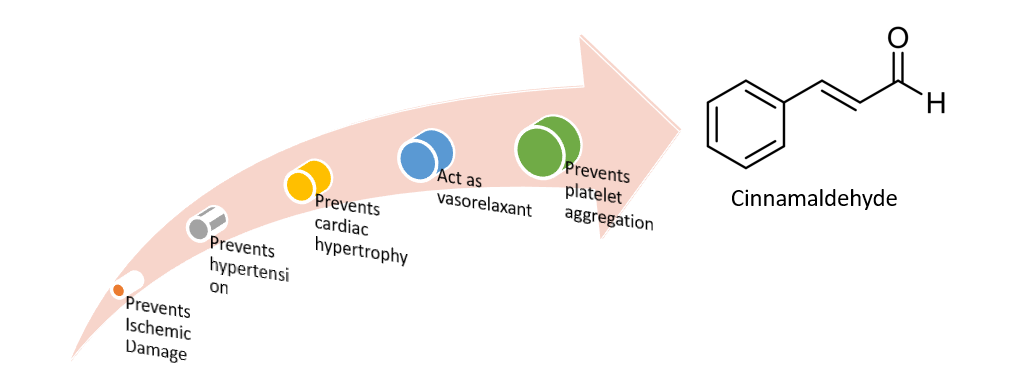 Prevents
Ischemic
Damage
Prevents
hypertensi
on
Prevents
cardiac
hypertrophy
Act as
vasorelaxant
Prevents
platelet
aggregation
O
H
Cinnamaldehyde